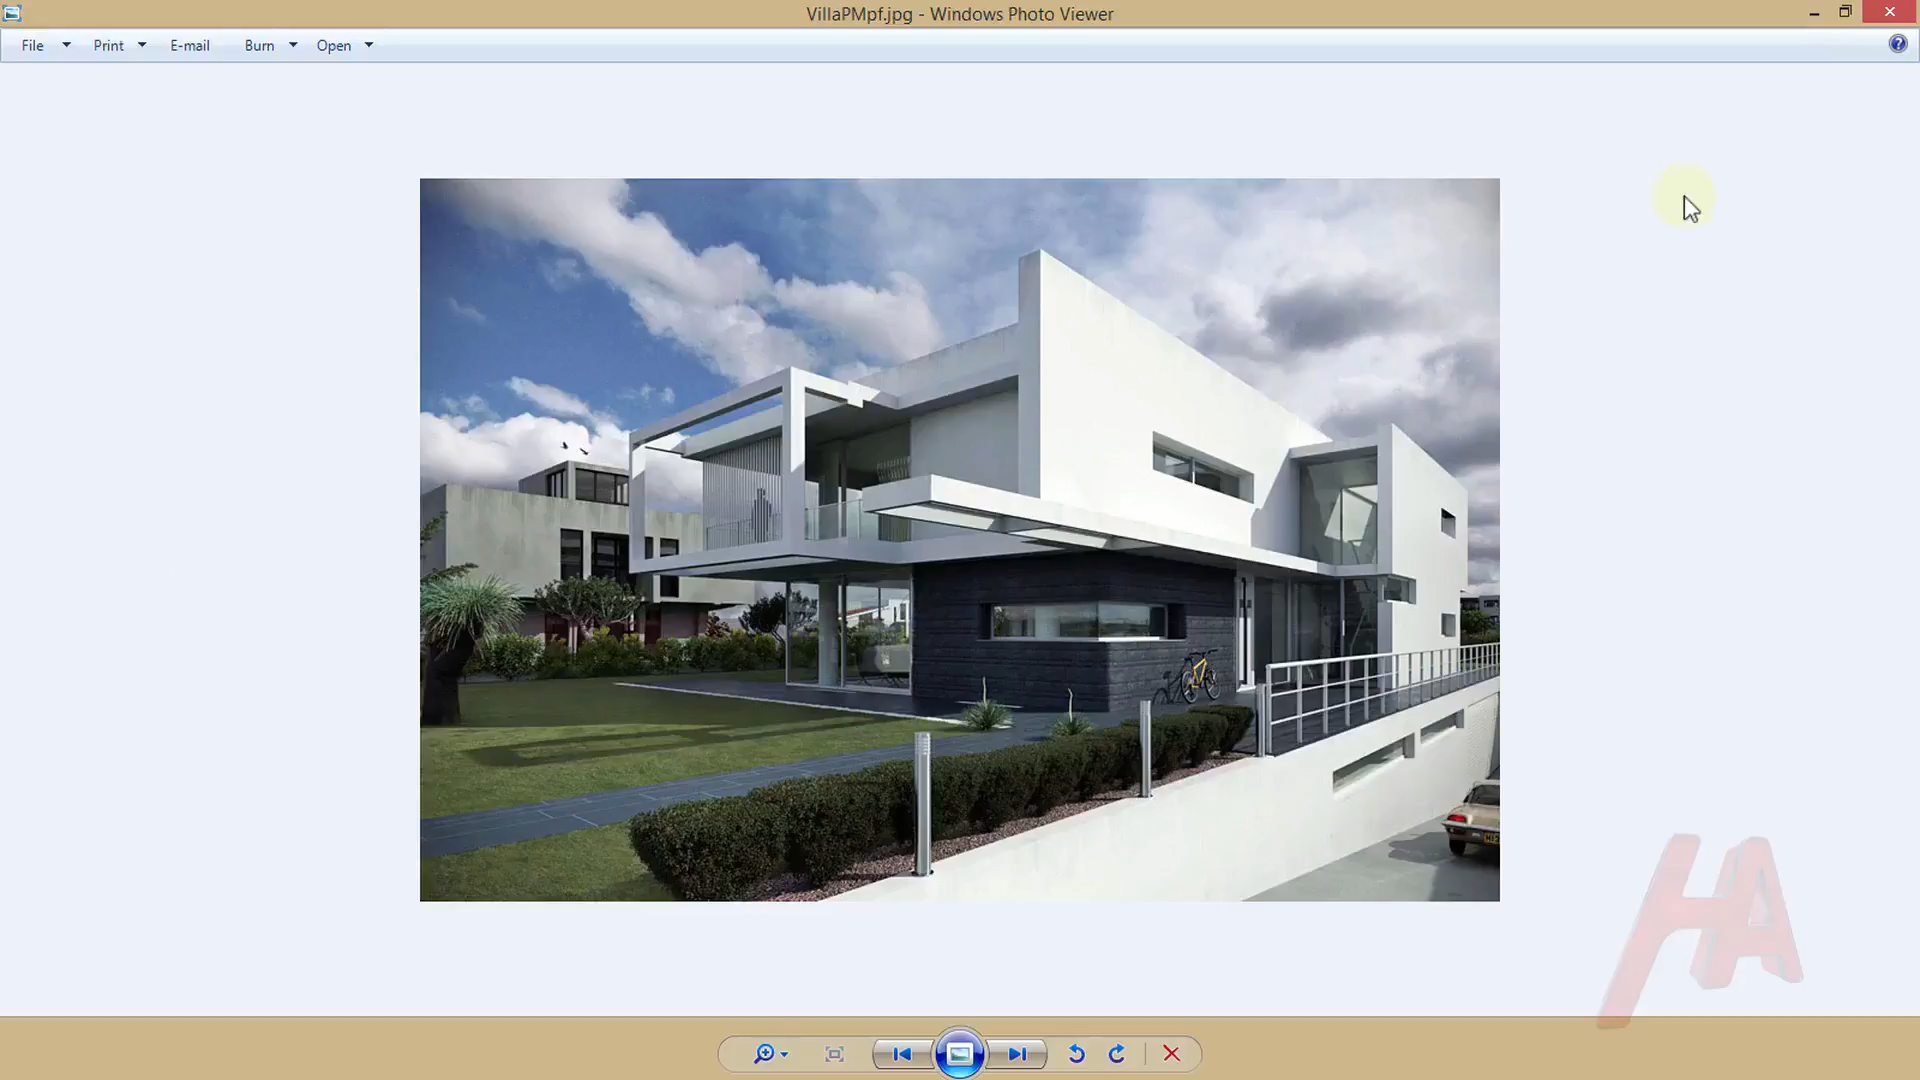 VillaPMpf.jpg - Windows Photo Viewer
File
Print
E-mail
Burn
Open
?
HA